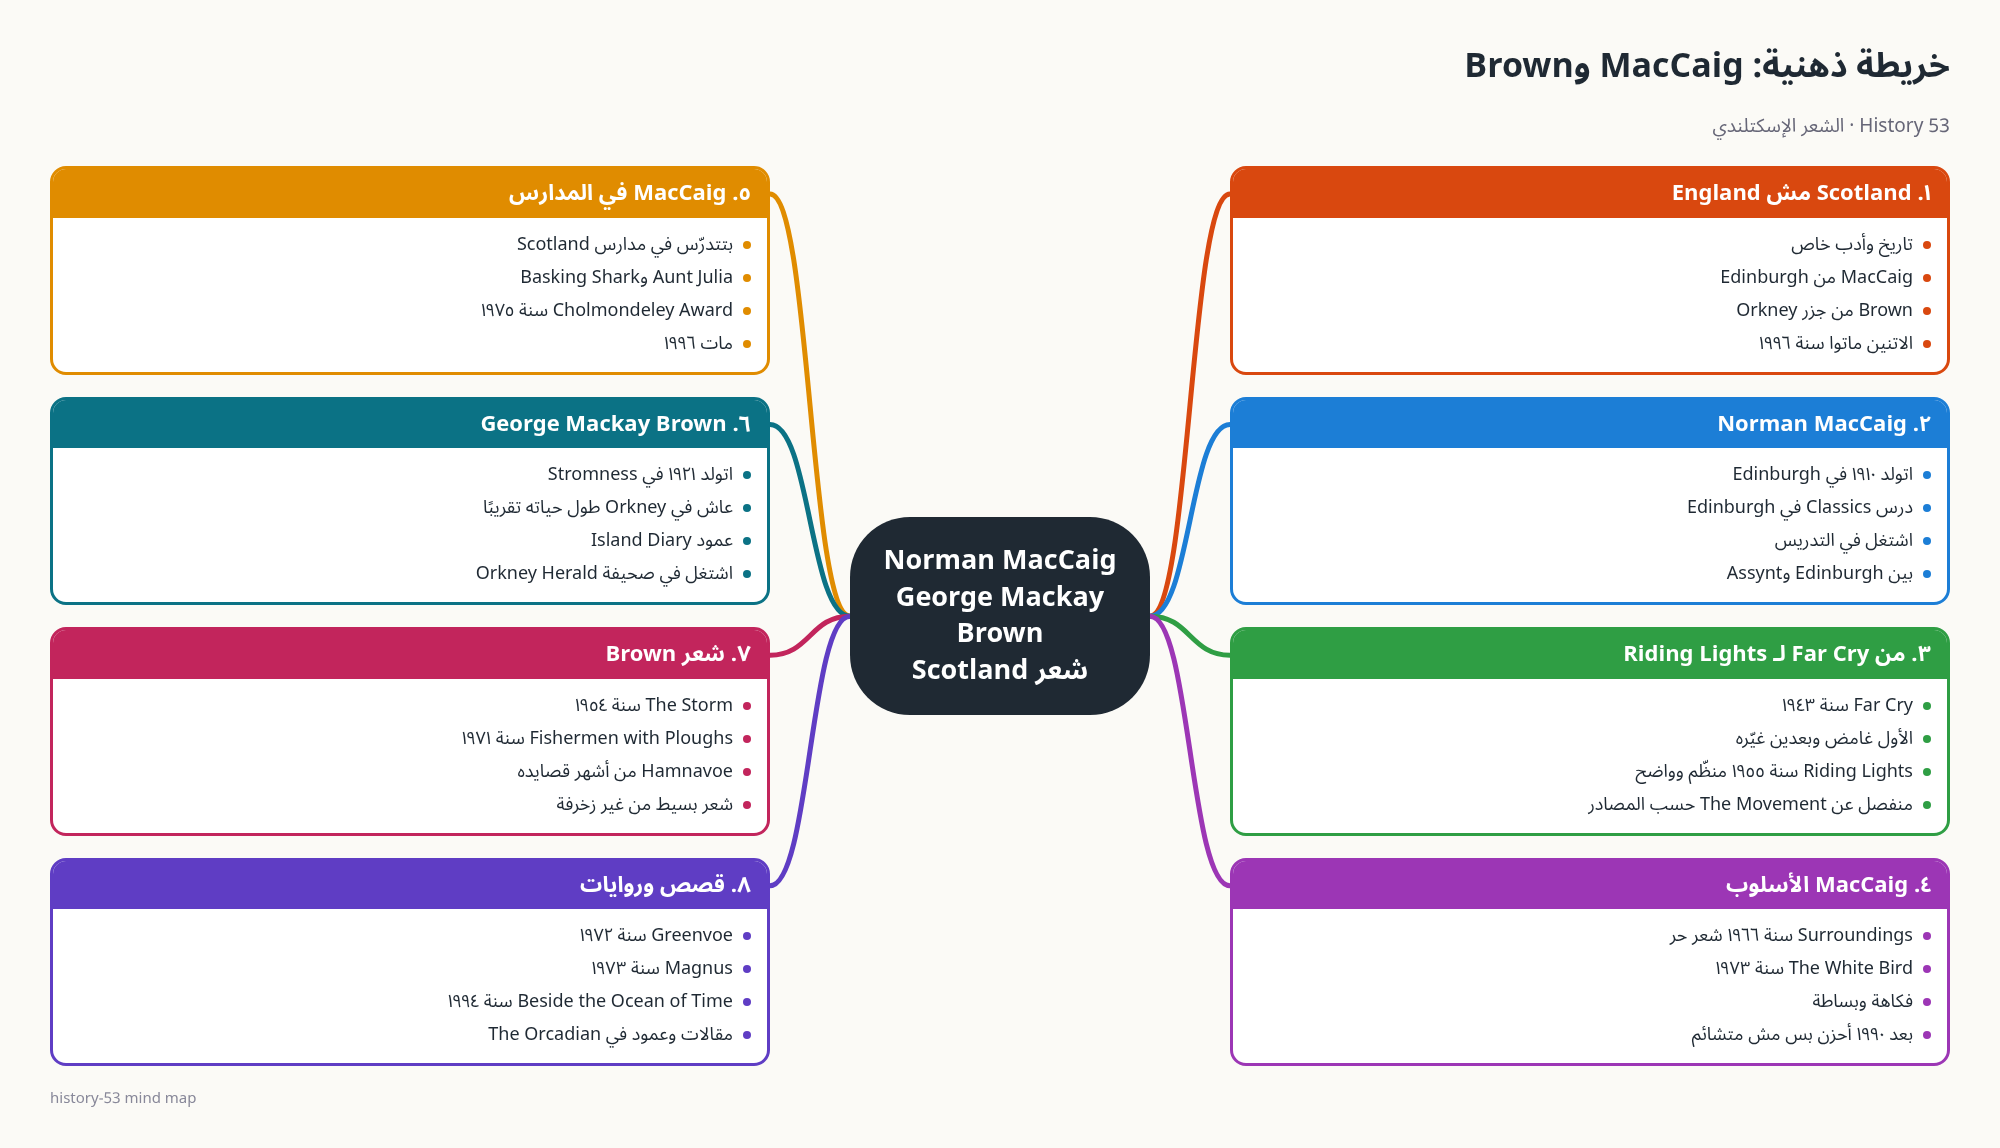 خريطة ذهنية: MacCaig وBrown
History 53 · الشعر الإسكتلندي
١. Scotland مش England
تاريخ وأدب خاص
MacCaig من Edinburgh
Brown من جزر Orkney
الاتنين ماتوا سنة ١٩٩٦
٢. Norman MacCaig
اتولد ١٩١٠ في Edinburgh
درس Classics في Edinburgh
اشتغل في التدريس
بين Edinburgh وAssynt
٣. من Far Cry لـ Riding Lights
Far Cry سنة ١٩٤٣
الأول غامض وبعدين غيّره
Riding Lights سنة ١٩٥٥ منظّم وواضح
منفصل عن The Movement حسب المصادر
٤. MacCaig الأسلوب
Surroundings سنة ١٩٦٦ شعر حر
The White Bird سنة ١٩٧٣
فكاهة وبساطة
بعد ١٩٩٠ أحزن بس مش متشائم
Norman MacCaig
George Mackay
Brown
شعر Scotland
٥. MacCaig في المدارس
بتتدرّس في مدارس Scotland
Aunt Julia وBasking Shark
Cholmondeley Award سنة ١٩٧٥
مات ١٩٩٦
٦. George Mackay Brown
اتولد ١٩٢١ في Stromness
عاش في Orkney طول حياته تقريبًا
عمود Island Diary
اشتغل في صحيفة Orkney Herald
٧. شعر Brown
The Storm سنة ١٩٥٤
Fishermen with Ploughs سنة ١٩٧١
Hamnavoe من أشهر قصايده
شعر بسيط من غير زخرفة
٨. قصص وروايات
Greenvoe سنة ١٩٧٢
Magnus سنة ١٩٧٣
Beside the Ocean of Time سنة ١٩٩٤
مقالات وعمود في The Orcadian
history-53 mind map